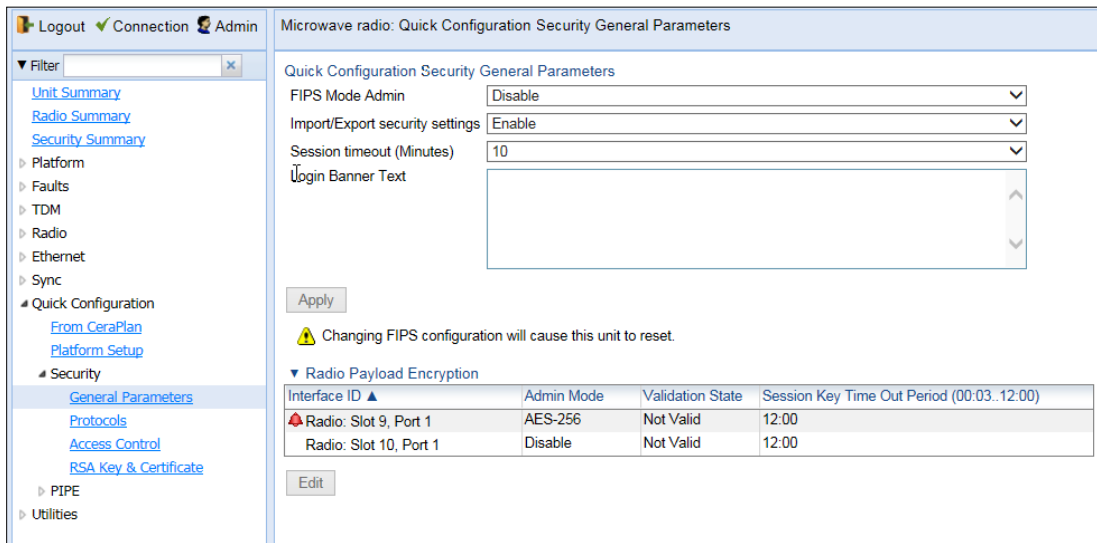 Logout Connection Admin
Filter
Unit Summary
Radio Summary
Security Summary
Platform
Faults
TDM
Radio
Ethernet
Sync
Quick Configuration
From CeraPlan
Platform Setup
Security
General Parameters
Protocols
Access Control
RSA Key & Certificate
PIPE
Utilities
Microwave radio: Quick Configuration Security General Parameters
Quick Configuration Security General Parameters
FIPS Mode Admin Disable
Import/Export security settings Enable
Session timeout (Minutes) 10
Login Banner Text
Apply
Changing FIPS configuration will cause this unit to reset.
Radio Payload Encryption
Interface ID ▲ Admin Mode Validation State Session Key Time Out Period (00:03..12:00)
Radio: Slot 9, Port 1 AES-256 Not Valid 12:00
Radio: Slot 10, Port 1 Disable Not Valid 12:00
Edit